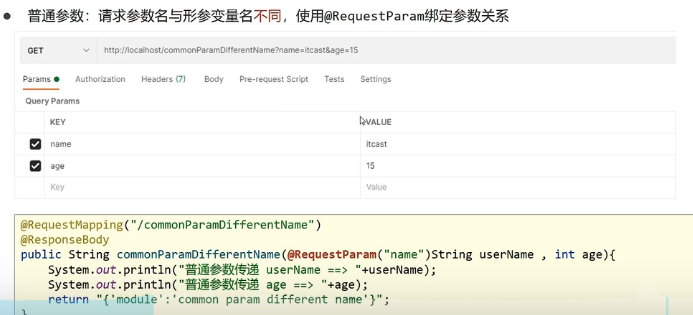 ● 普通参数：请求参数名与形参变量名不同，使用@RequestParam绑定参数关系
GET http://localhost/commonParamDifferentName?name=itcast&age=15
Params Authorization Headers (7) Body Pre-request Script Tests Settings
Query Params
KEY VALUE
name itcast
age 15
Key Value
@RequestMapping("/commonParamDifferentName")
@ResponseBody
public String commonParamDifferentName(@RequestParam("name")String userName , int age){
System.out.println("普通参数传递 userName ==> "+userName);
System.out.println("普通参数传递 age ==> "+age);
return "{'module':'common param different name'}";
}